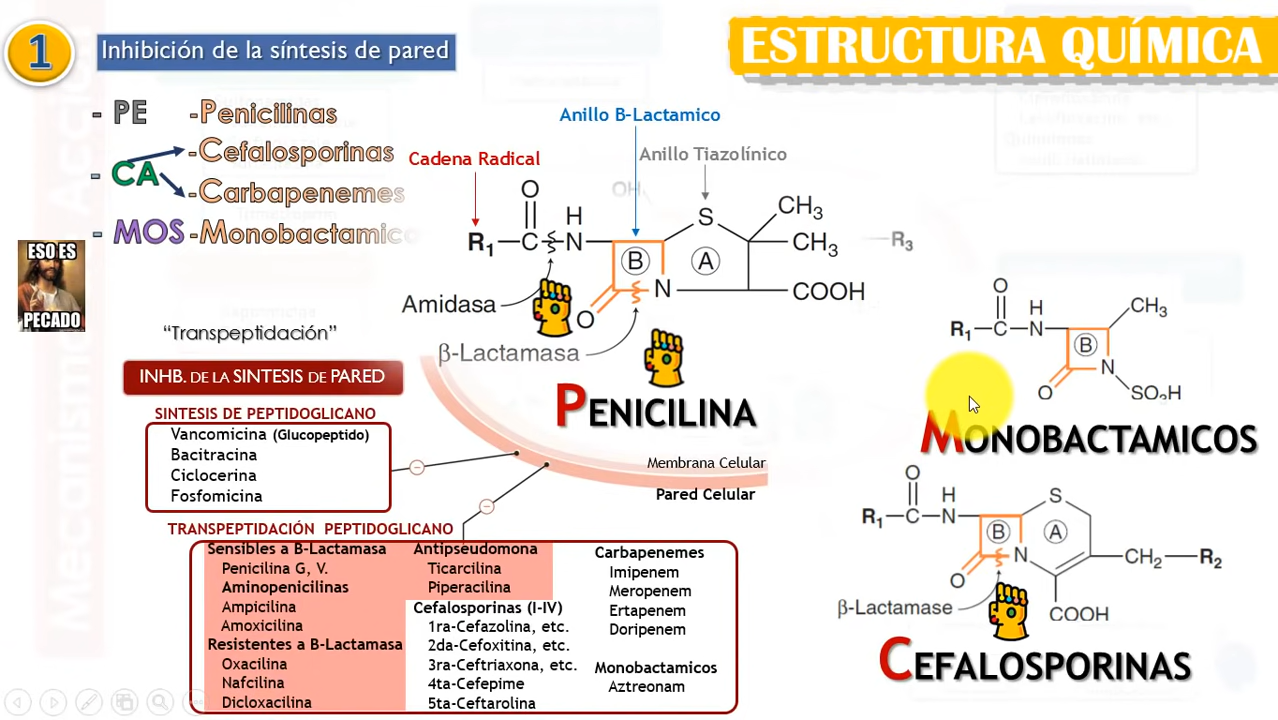 1
Inhibición de la síntesis de pared
ESTRUCTURA QUÍMICA
- PE
-Penicilinas
- CA
-Cefalosporinas
-Carbapenemes
- MOS
-Monobactamico
ESO ES
PECADO
Anillo B-Lactamico
Cadena Radical
Anillo Tiazolínico
OH
O
H
S
CH₃
R₁
C
N
CH₃
R₃
B
A
N
COOH
O
Amidasa
β-Lactamasa
PENICILINA
"Transpeptidación"
INHB. DE LA SINTESIS DE PARED
SINTESIS DE PEPTIDOGLICANO
Vancomicina (Glucopeptido)
Bacitracina
Ciclocerina
Fosfomicina
Membrana Celular
Pared Celular
TRANSPEPTIDACIÓN PEPTIDOGLICANO
Sensibles a B-Lactamasa
Penicilina G, V.
Aminopenicilinas
Ampicilina
Amoxicilina
Resistentes a B-Lactamasa
Oxacilina
Nafcilina
Dicloxacilina
Antipseudomona
Ticarcilina
Piperacilina
Cefalosporinas (I-IV)
1ra-Cefazolina, etc.
2da-Cefoxitina, etc.
3ra-Ceftriaxona, etc.
4ta-Cefepime
5ta-Ceftarolina
Carbapenemes
Imipenem
Meropenem
Ertapenem
Doripenem
Monobactamicos
Aztreonam
O
H
CH₃
R₁
C
N
B
O
N
SO₃H
MONOBACTAMICOS
O
H
S
R₁
C
N
B
A
N
CH₂
R₂
O
β-Lactamase
COOH
CEFALOSPORINAS